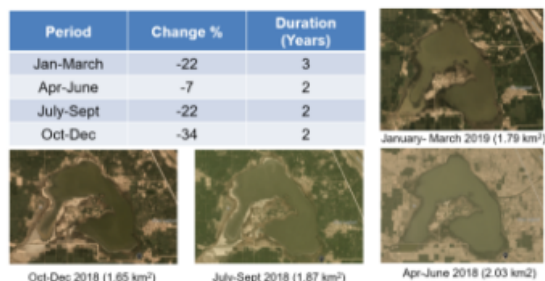 Period Change % Duration (Years)
Jan-March -22 3
Apr-June -7 2
July-Sept -22 2
Oct-Dec -34 2
January- March 2019 (1.79 km²)
Oct-Dec 2018 (1.65 km²)
July-Sept 2018 (1.87 km²)
Apr-June 2018 (2.03 km2)